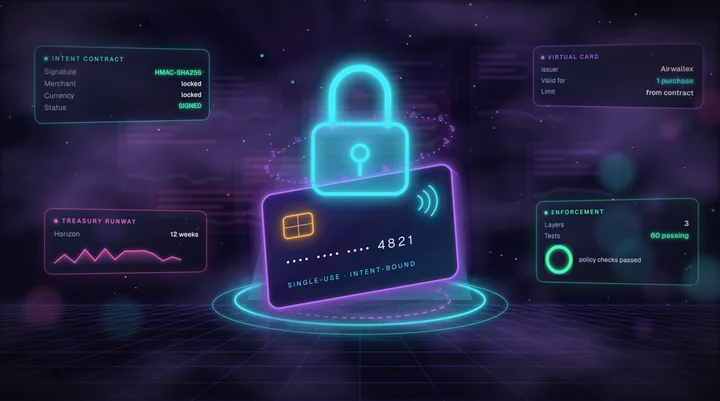 INTENT CONTRACT
Signature HMAC-SHA256
Merchant locked
Currency locked
Status SIGNED
VIRTUAL CARD
Issuer Airwallex
Valid for 1 purchase
Limit from contract
•••• •••• •••• 4821
SINGLE-USE · INTENT-BOUND
TREASURY RUNWAY
Horizon 12 weeks
ENFORCEMENT
Layers 3
Tests 60 passing
policy checks passed